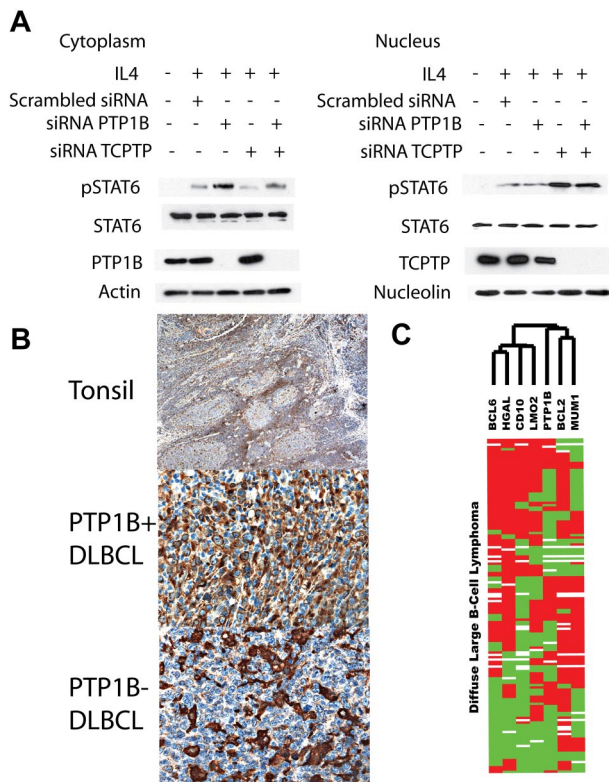 A
Cytoplasm
IL4 - + + + +
Scrambled siRNA - + - - -
siRNA PTP1B - - + - +
siRNA TCPTP - - - + +
pSTAT6
STAT6
PTP1B
Actin
Nucleus
IL4 - + + + +
Scrambled siRNA - + - - -
siRNA PTP1B - - + - +
siRNA TCPTP - - - + +
pSTAT6
STAT6
TCPTP
Nucleolin
B
Tonsil
PTP1B+
DLBCL
PTP1B-
DLBCL
C
BCL6
HGAL
CD10
LMO2
PTP1B
BCL2
MUM1
Diffuse Large B-Cell Lymphoma